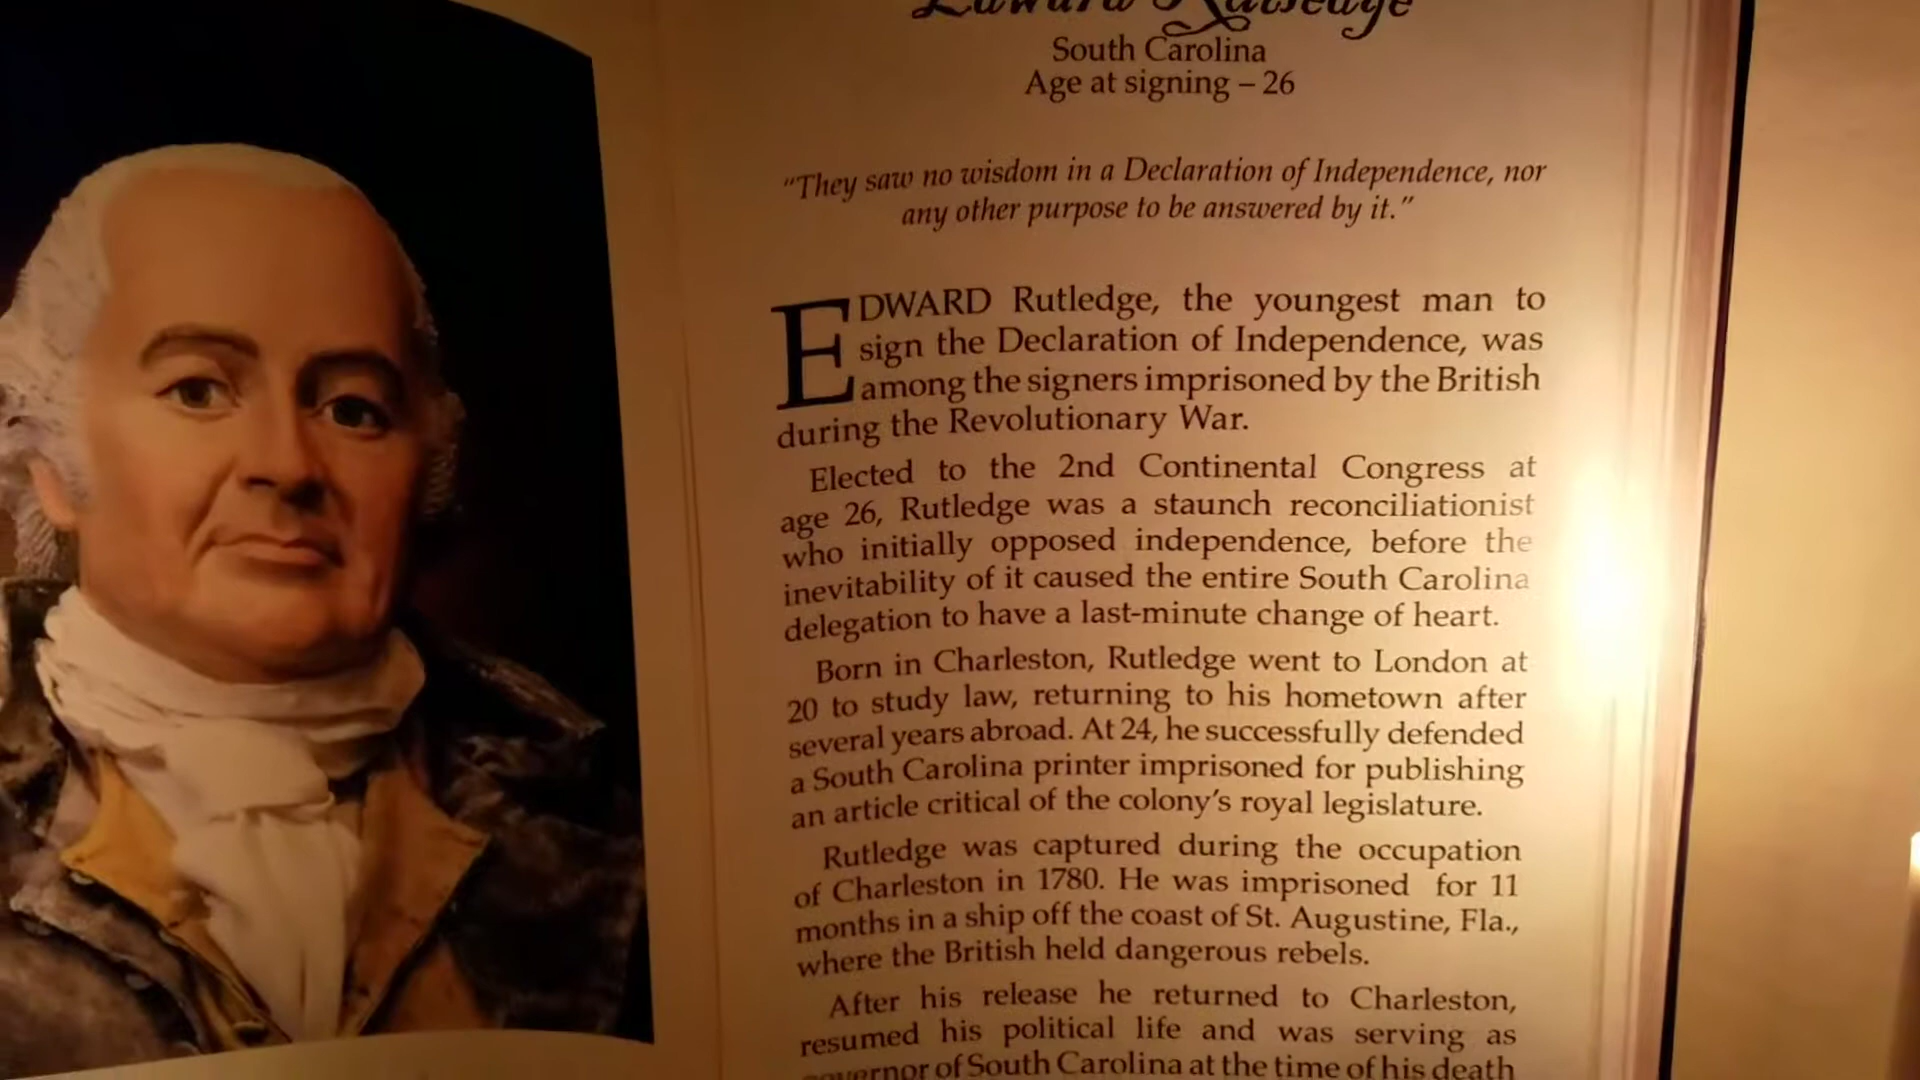 Edward Rutledge
South Carolina
Age at signing – 26
“They saw no wisdom in a Declaration of Independence, nor
any other purpose to be answered by it.”
EDWARD Rutledge, the youngest man to
sign the Declaration of Independence, was
among the signers imprisoned by the British
during the Revolutionary War.
Elected to the 2nd Continental Congress at
age 26, Rutledge was a staunch reconciliationist
who initially opposed independence, before the
inevitability of it caused the entire South Carolina
delegation to have a last-minute change of heart.
Born in Charleston, Rutledge went to London at
20 to study law, returning to his hometown after
several years abroad. At 24, he successfully defended
a South Carolina printer imprisoned for publishing
an article critical of the colony’s royal legislature.
Rutledge was captured during the occupation
of Charleston in 1780. He was imprisoned for 11
months in a ship off the coast of St. Augustine, Fla.,
where the British held dangerous rebels.
After his release he returned to Charleston,
resumed his political life and was serving as
governor of South Carolina at the time of his death